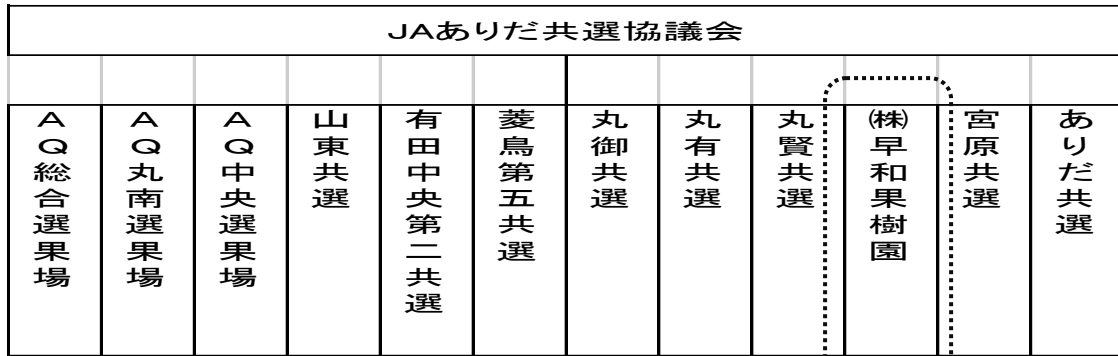 JAありだ共選協議会
AQ総合選果場
AQ丸南選果場
AQ中央選果場
山東共選
有田中央第二共選
菱鳥第五共選
丸御共選
丸有共選
丸賢共選
㈱早和果樹園
宮原共選
ありだ共選